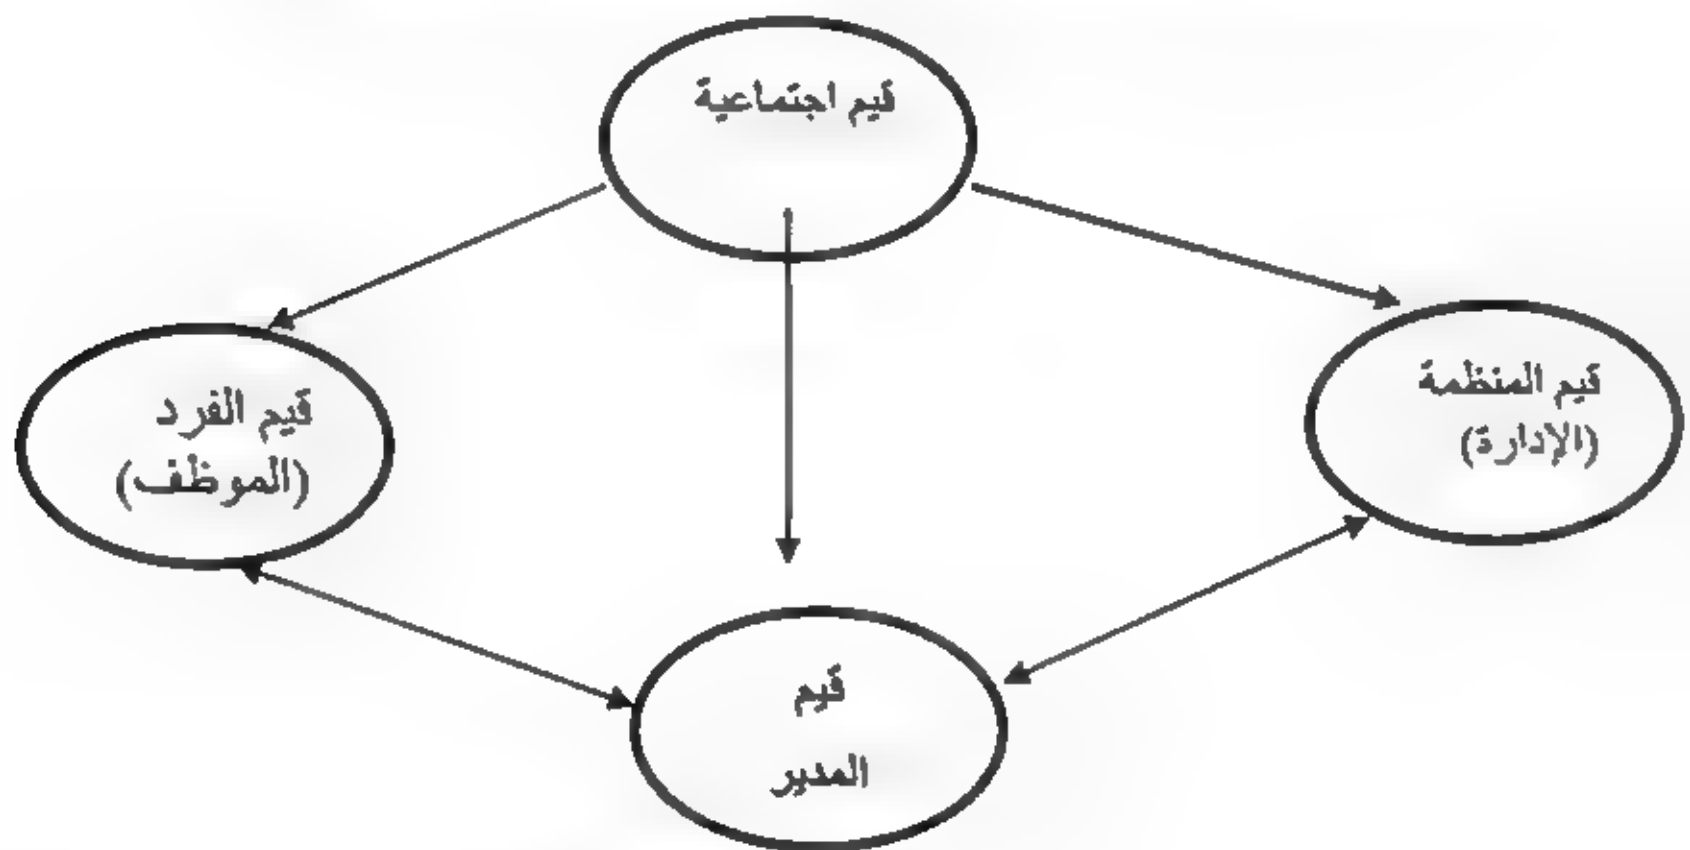 قيم اجتماعية
قيم المنظمة
(الإدارة)
قيم الفرد
(الموظف)
قيم
المدير